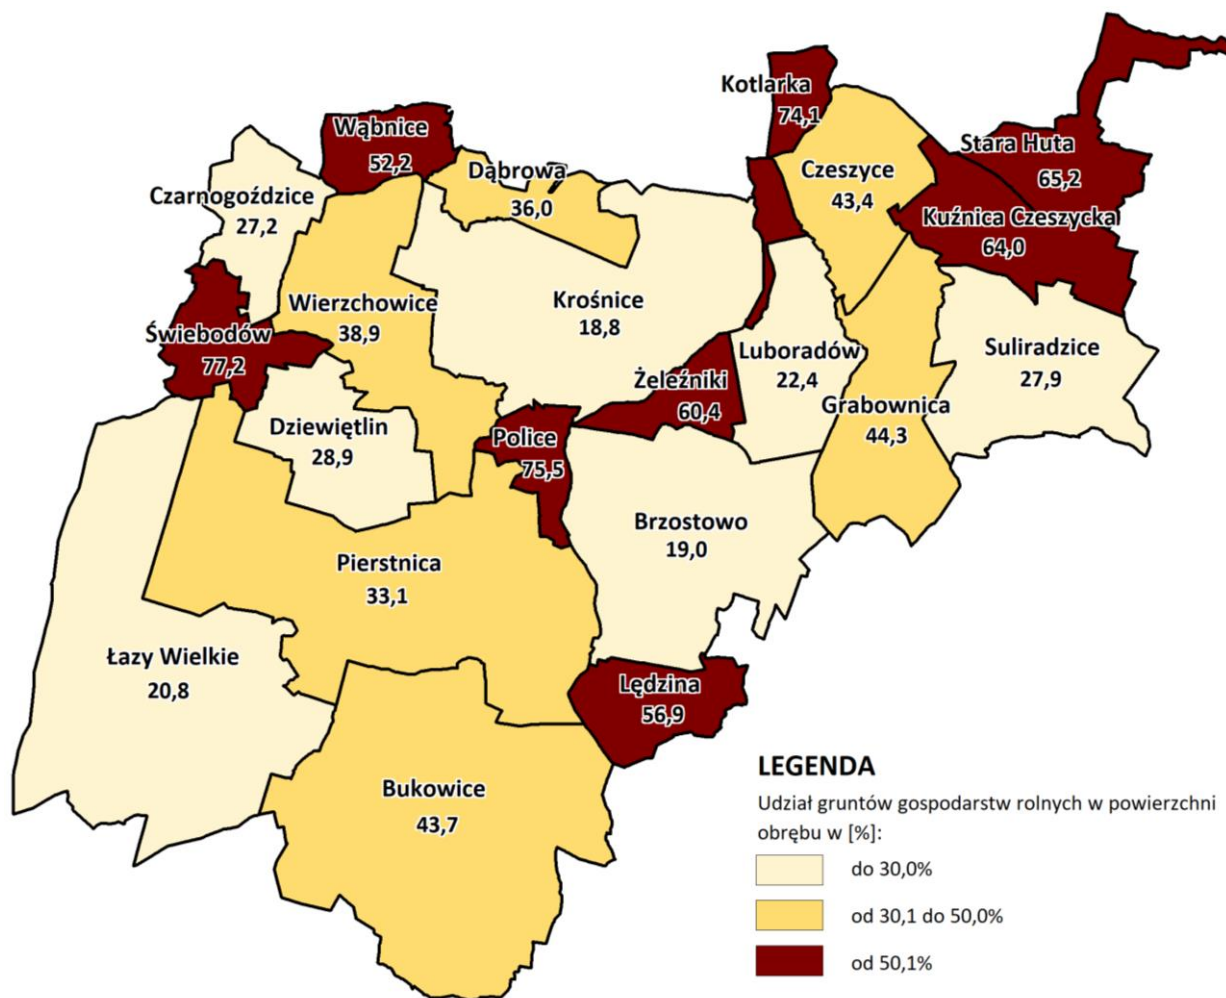 Kotlarka
74,1
Wąbnice
52,2
Stara Huta
65,2
Dąbrowa
36,0
Czeszyce
43,4
Czarnogoździce
27,2
Kuźnica Czeszycka
64,0
Wierzchowice
38,9
Krośnice
18,8
Świebodów
77,2
Luboradów
22,4
Suliradzice
27,9
Żeleźniki
60,4
Grabownica
44,3
Dziewiętlin
28,9
Police
75,5
Brzostowo
19,0
Pierstnica
33,1
Łazy Wielkie
20,8
Lędzina
56,9
Bukowice
43,7
LEGENDA
Udział gruntów gospodarstw rolnych w powierzchni
obrębu w [%]:
do 30,0%
od 30,1 do 50,0%
od 50,1%